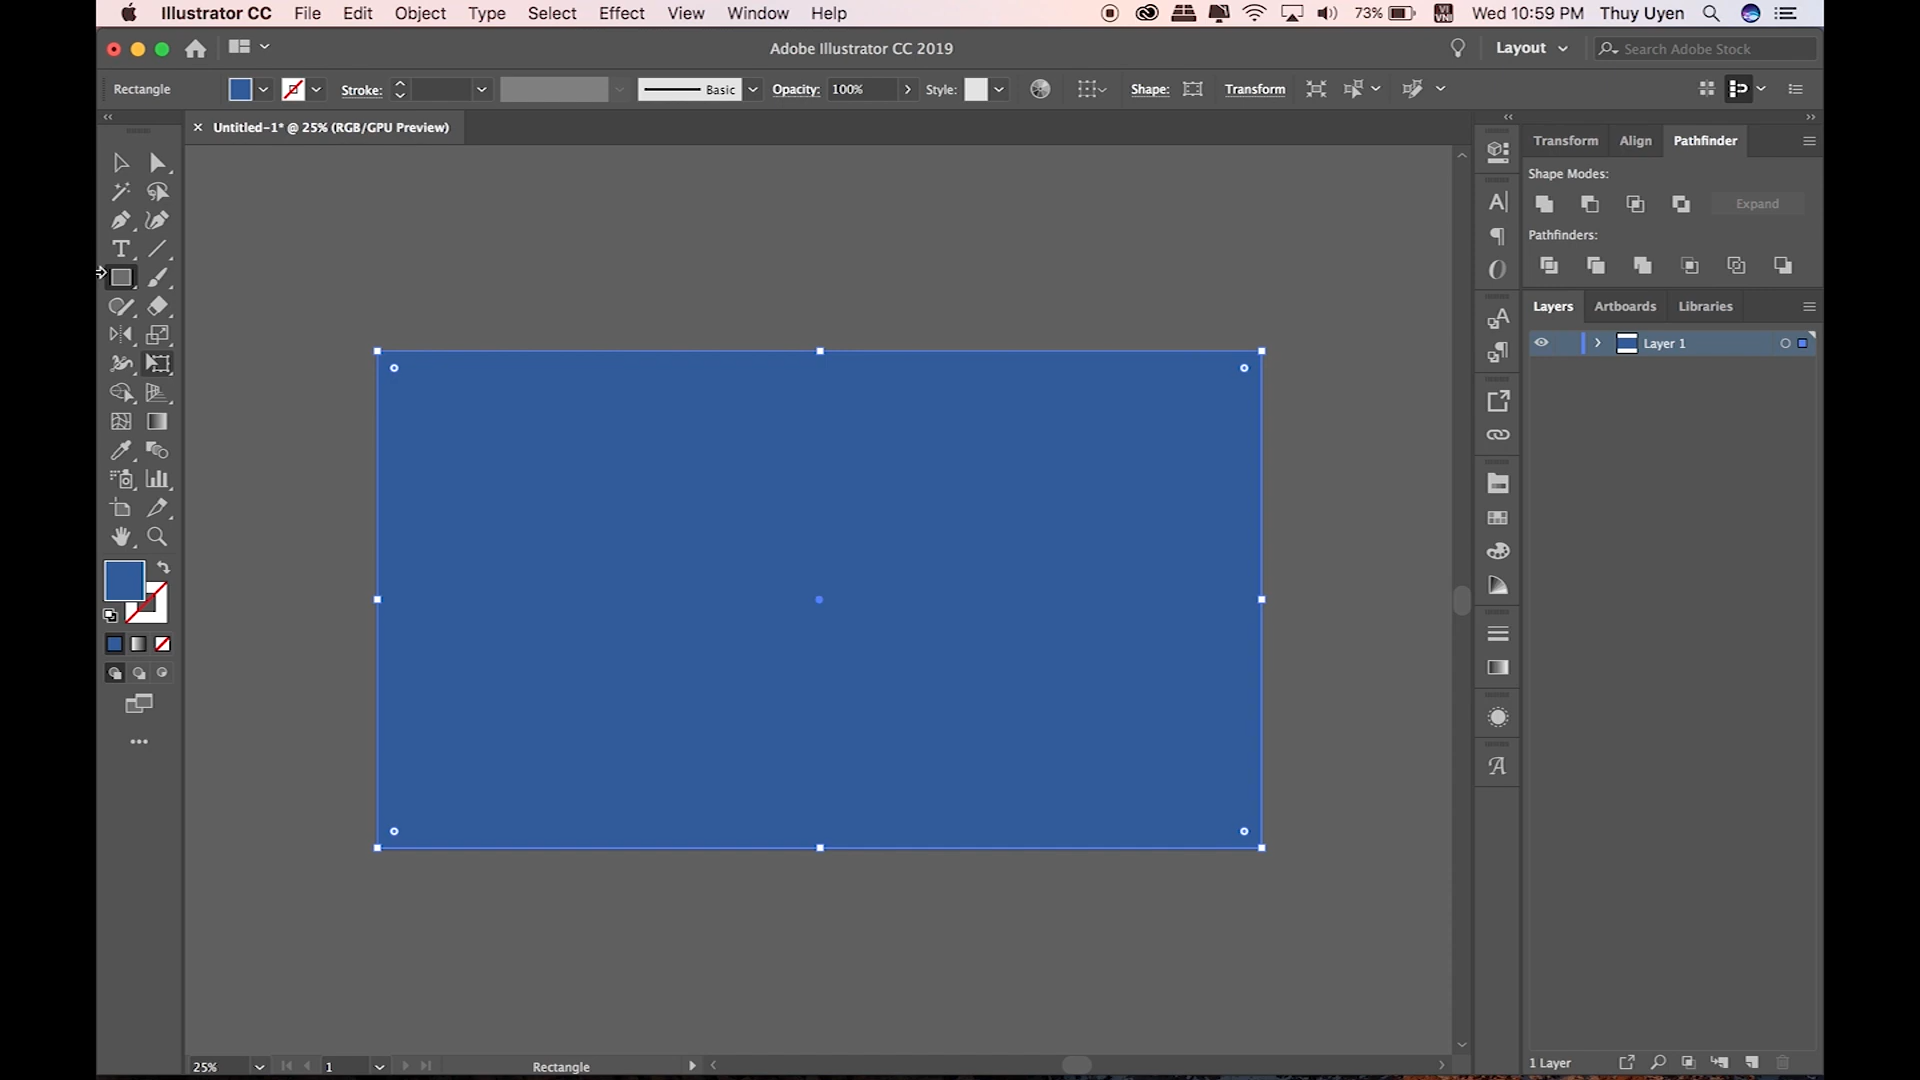 Illustrator CC File Edit Object Type Select Effect View Window Help 73% VI VNI Wed 10:59 PM Thuy Uyen
Adobe Illustrator CC 2019 Layout Search Adobe Stock
Rectangle Stroke: Basic Opacity: 100% Style: Shape: Transform
Untitled-1* @ 25% (RGB/GPU Preview)
Transform Align Pathfinder
Shape Modes:
Expand
Pathfinders:
Layers Artboards Libraries
Layer 1
25% 1 Rectangle
1 Layer